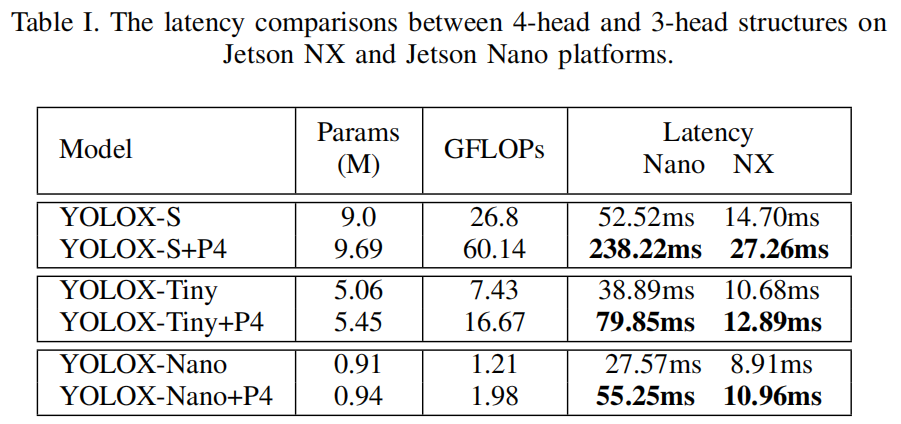 Table I. The latency comparisons between 4-head and 3-head structures on
Jetson NX and Jetson Nano platforms.
Model Params (M) GFLOPs Latency
Nano NX
YOLOX-S 9.0 26.8 52.52ms 14.70ms
YOLOX-S+P4 9.69 60.14 238.22ms 27.26ms
YOLOX-Tiny 5.06 7.43 38.89ms 10.68ms
YOLOX-Tiny+P4 5.45 16.67 79.85ms 12.89ms
YOLOX-Nano 0.91 1.21 27.57ms 8.91ms
YOLOX-Nano+P4 0.94 1.98 55.25ms 10.96ms